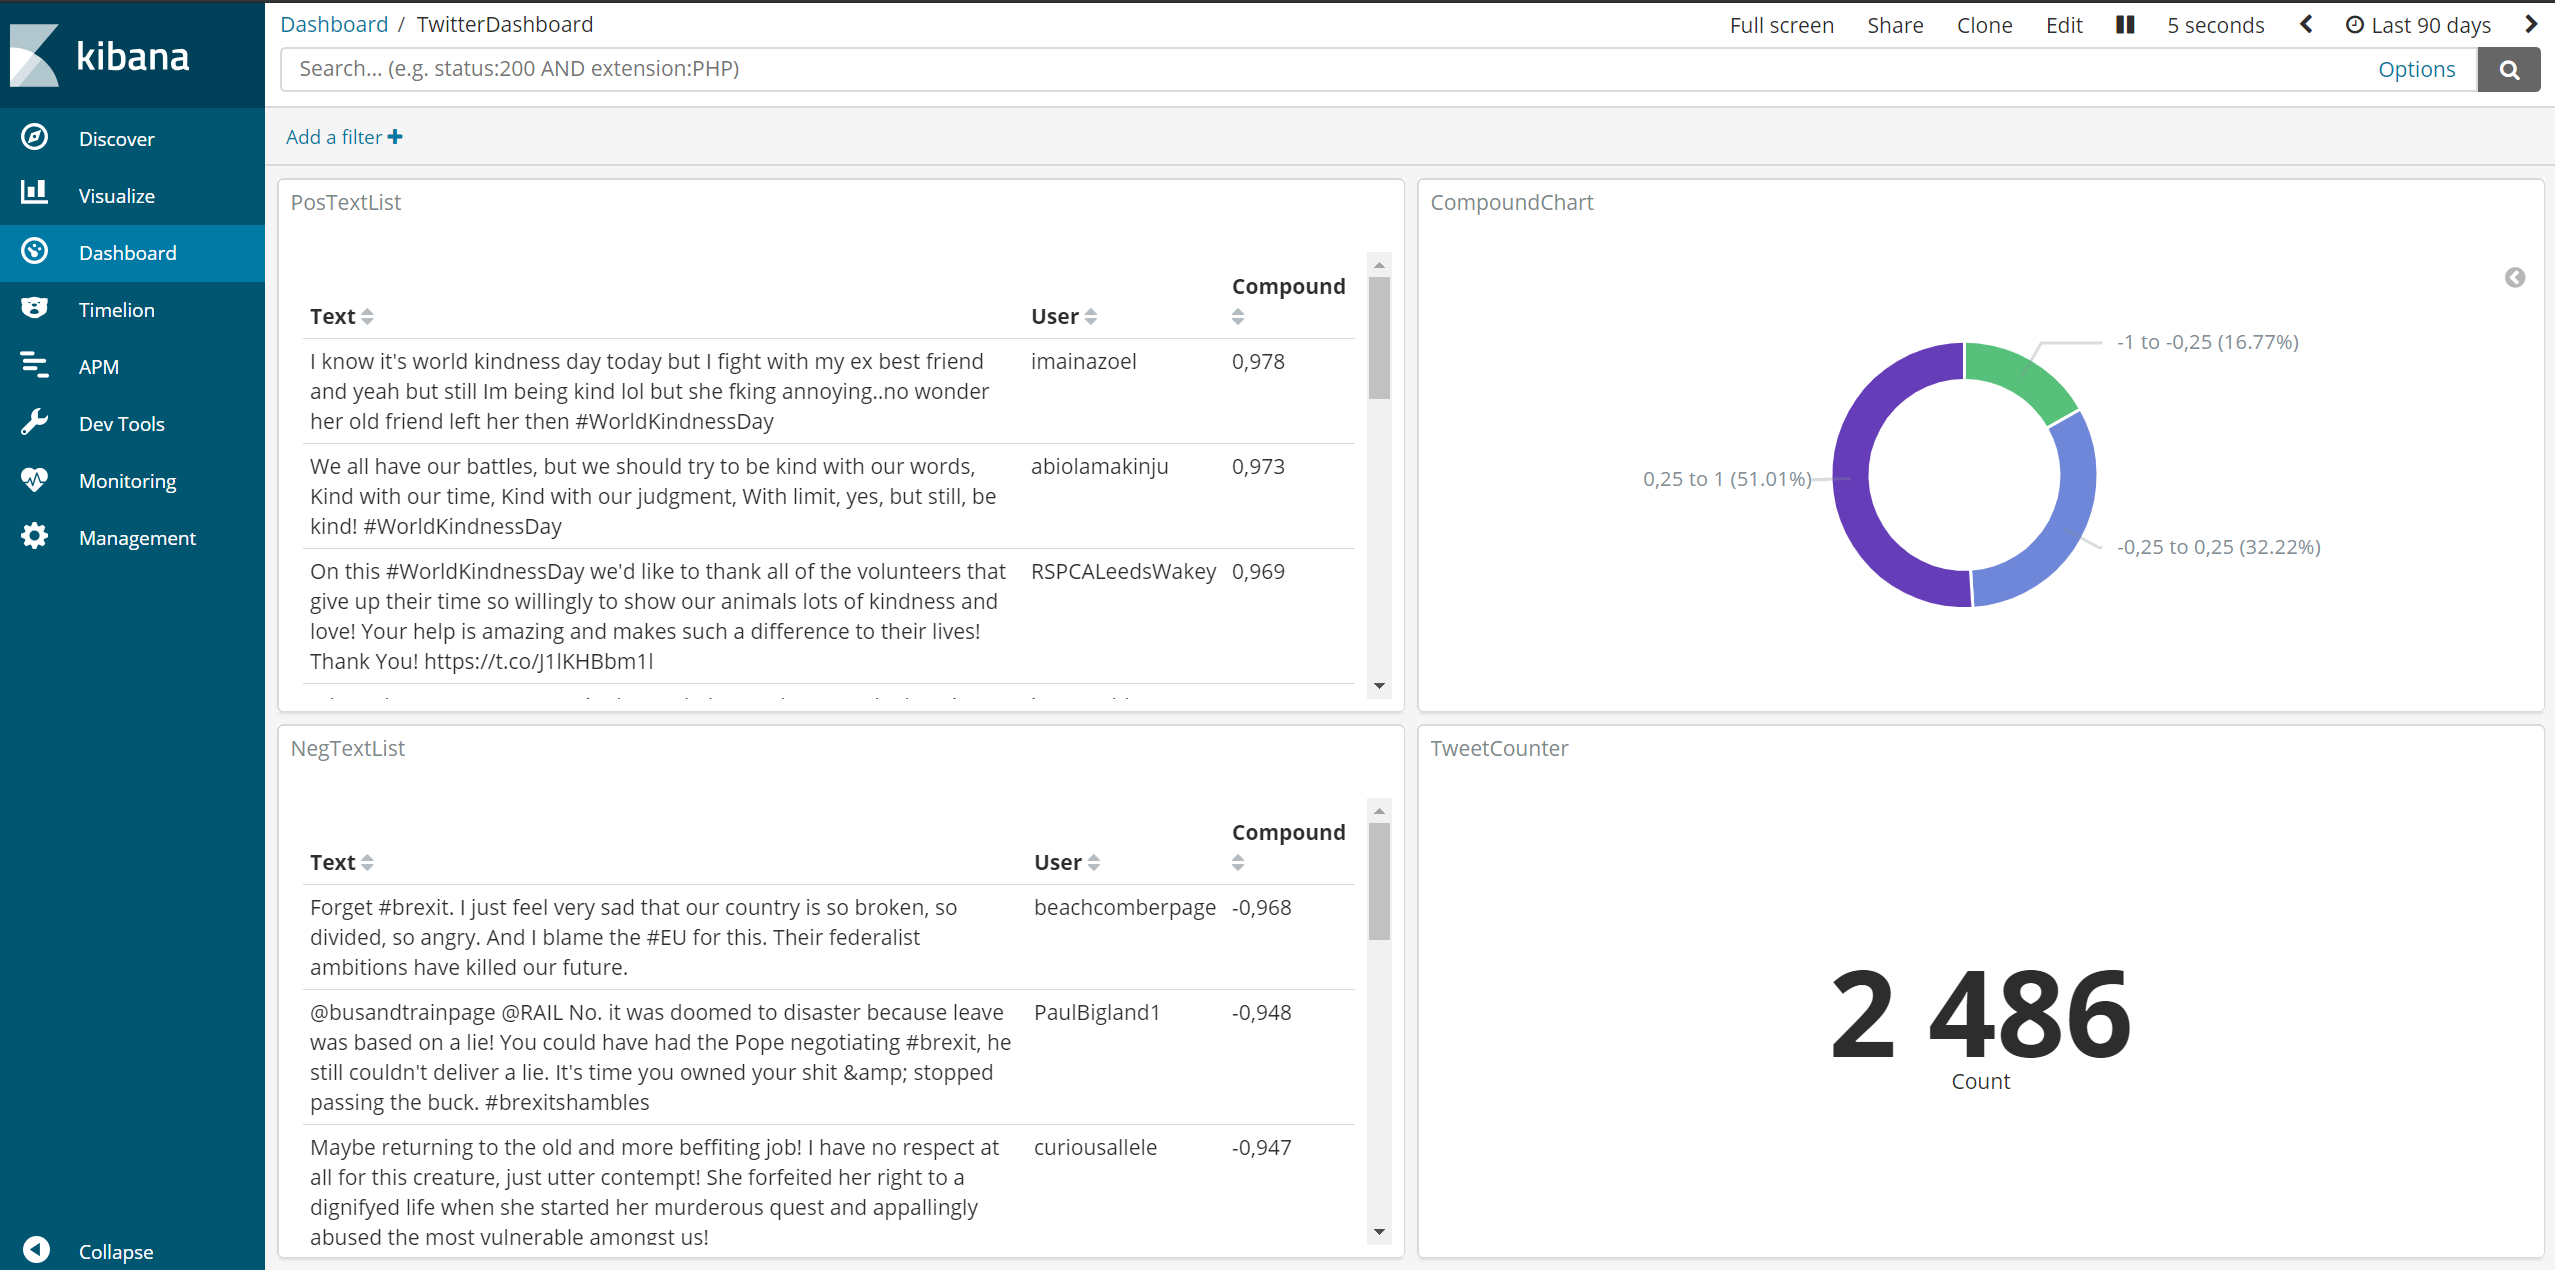 kibana
Discover
Visualize
Dashboard
Timelion
APM
Dev Tools
Monitoring
Management
Collapse
Dashboard / TwitterDashboard
Full screen Share Clone Edit 5 seconds Last 90 days
Search... (e.g. status:200 AND extension:PHP)
Options
Add a filter
PosTextList
Text User Compound
I know it's world kindness day today but I fight with my ex best friend imainazoel 0,978
and yeah but still Im being kind lol but she fking annoying..no wonder
her old friend left her then #WorldKindnessDay
We all have our battles, but we should try to be kind with our words, abiolamakinju 0,973
Kind with our time, Kind with our judgment, With limit, yes, but still, be
kind! #WorldKindnessDay
On this #WorldKindnessDay we'd like to thank all of the volunteers that RSPCALeedsWakey 0,969
give up their time so willingly to show our animals lots of kindness and
love! Your help is amazing and makes such a difference to their lives!
Thank You! https://t.co/J1lKHBbm1l
CompoundChart
-1 to -0,25 (16.77%)
0,25 to 1 (51.01%)
-0,25 to 0,25 (32.22%)
NegTextList
Text User Compound
Forget #brexit. I just feel very sad that our country is so broken, so beachcomberpage -0,968
divided, so angry. And I blame the #EU for this. Their federalist
ambitions have killed our future.
@busandtrainpage @RAIL No. it was doomed to disaster because leave PaulBigland1 -0,948
was based on a lie! You could have had the Pope negotiating #brexit, he
still couldn't deliver a lie. It's time you owned your shit &amp; stopped
passing the buck. #brexitshambles
Maybe returning to the old and more beffiting job! I have no respect at curiousallele -0,947
all for this creature, just utter contempt! She forfeited her right to a
dignifyed life when she started her murderous quest and appallingly
abused the most vulnerable amongst us!
TweetCounter
2 486
Count